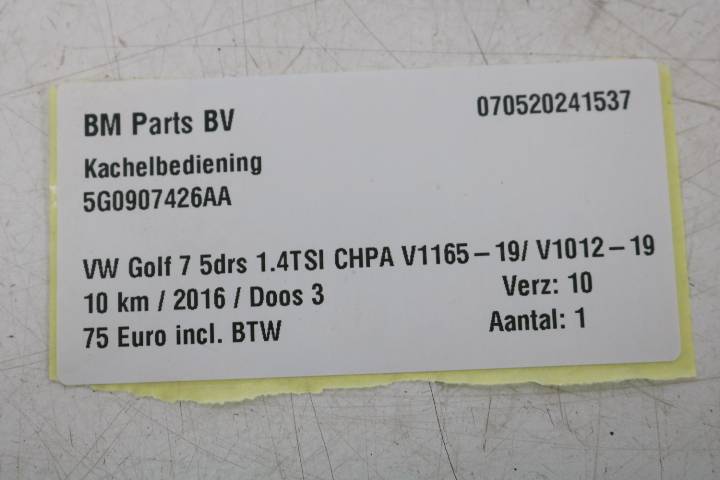 BM Parts BV 070520241537
Kachelbediening
5G0907426AA
VW Golf 7 5drs 1.4TSI CHPA V1165-19/ V1012-19
10 km / 2016 / Doos 3 Verz: 10
75 Euro incl. BTW Aantal: 1